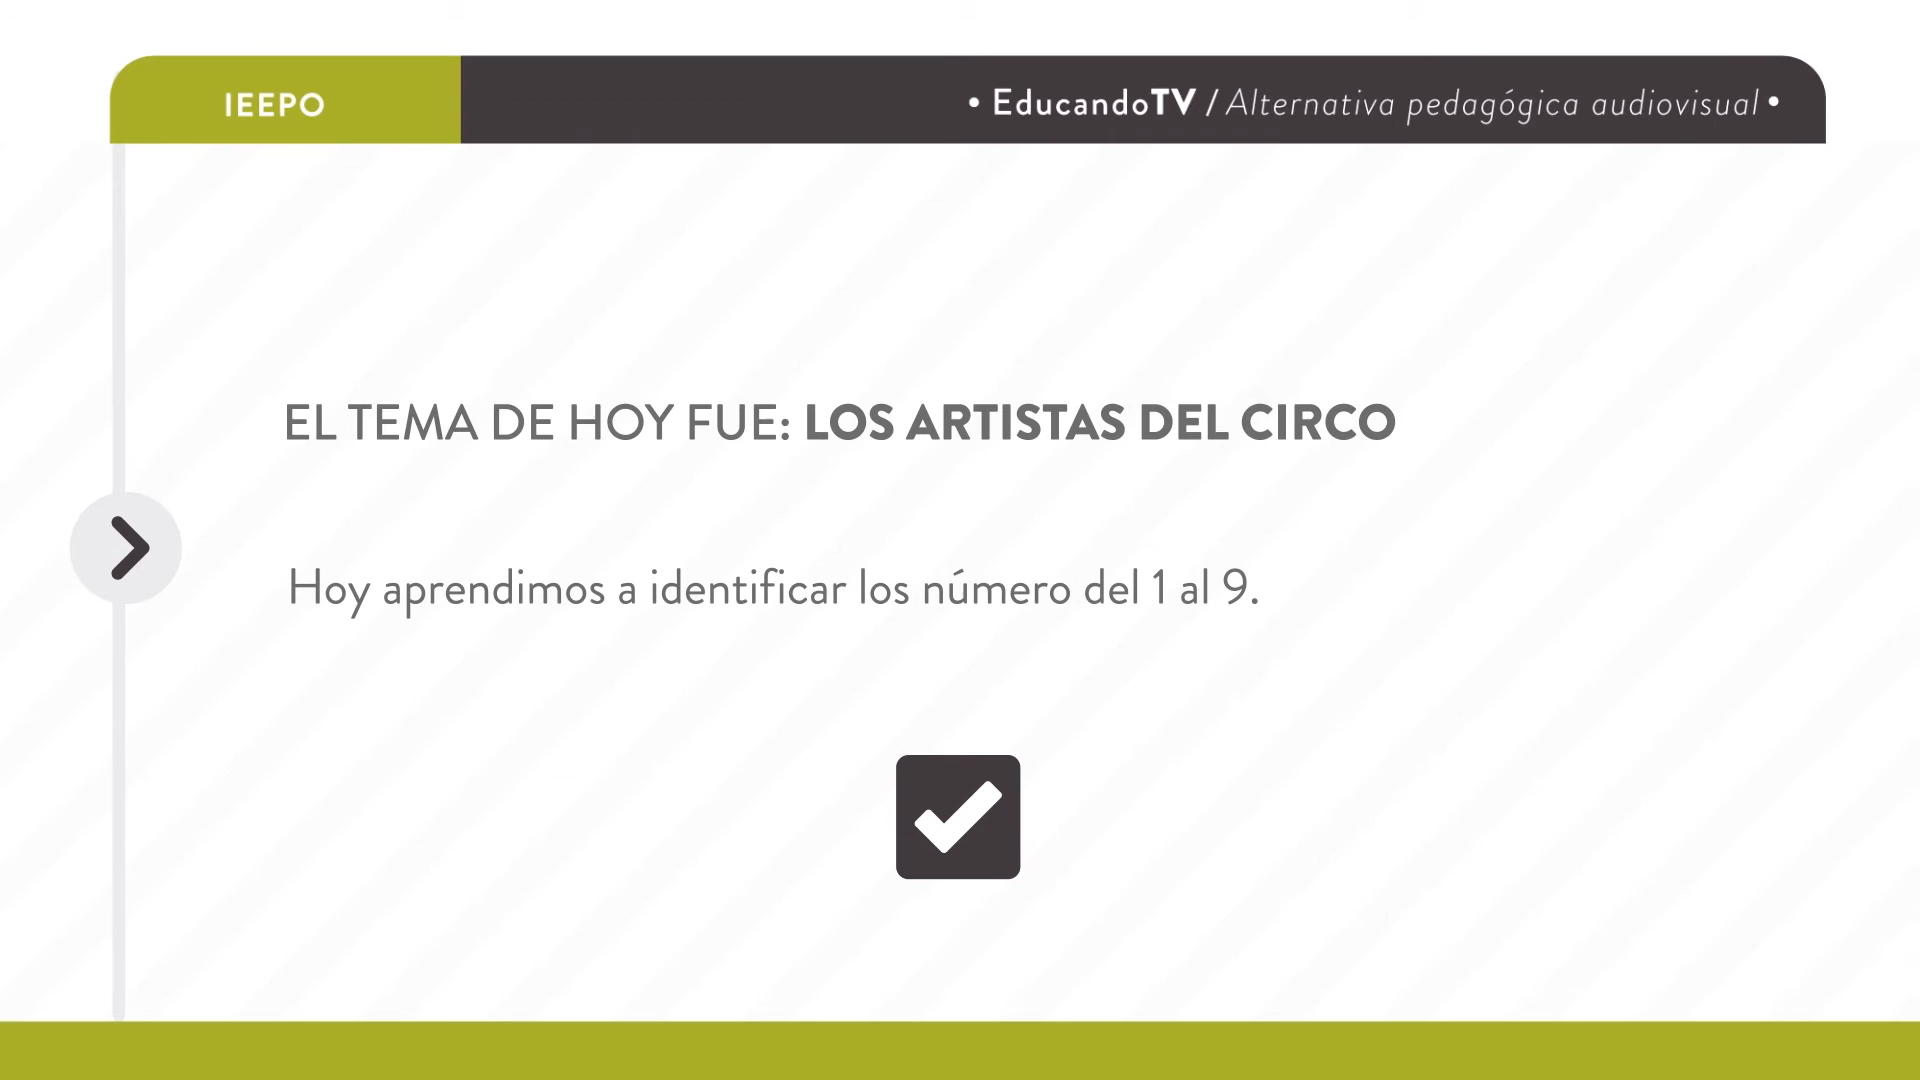 IEEPO
• EducandoTV / Alternativa pedagógica audiovisual •
EL TEMA DE HOY FUE: LOS ARTISTAS DEL CIRCO
Hoy aprendimos a identificar los número del 1 al 9.